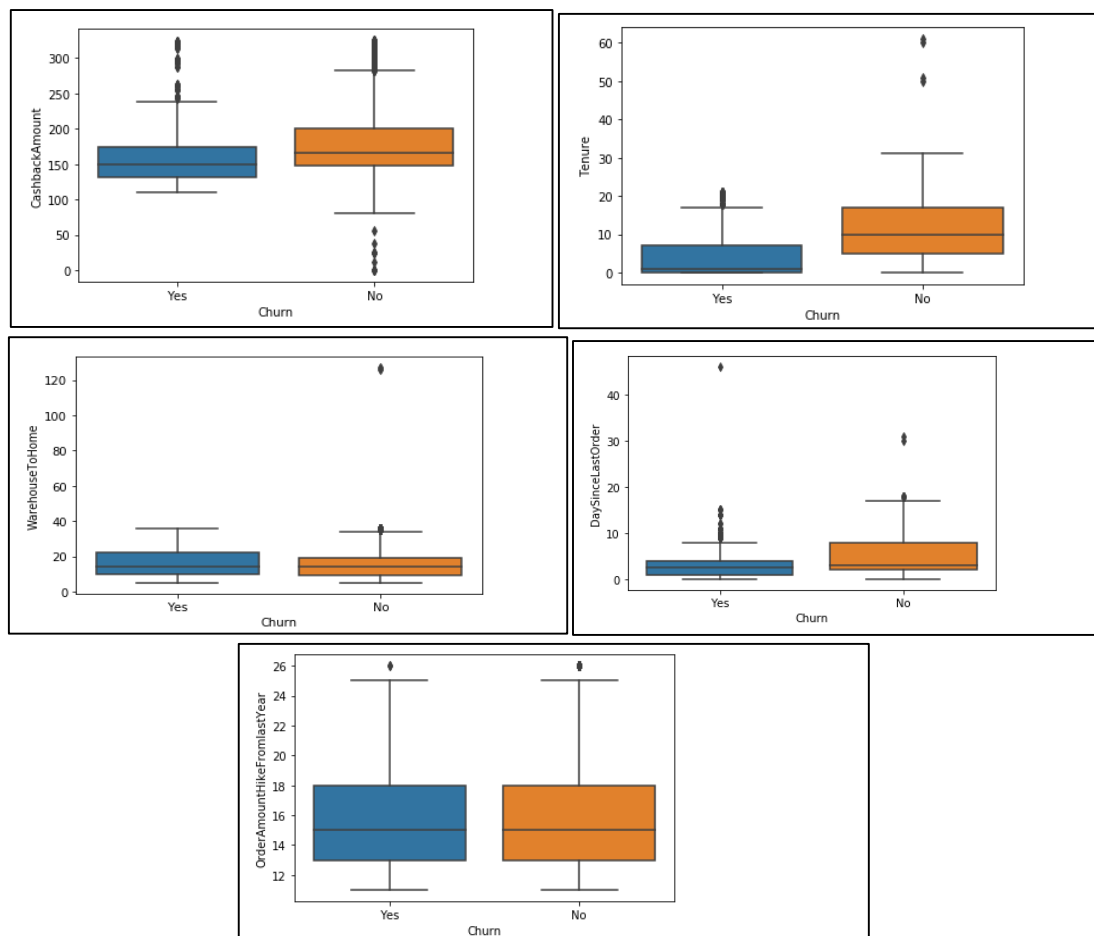 CashbackAmount
300
250
200
150
100
50
0
Yes No
Churn
Tenure
60
50
40
30
20
10
0
Yes No
Churn
WarehouseToHome
120
100
80
60
40
20
0
Yes No
Churn
DaySinceLastOrder
40
30
20
10
0
Yes No
Churn
OrderAmountHikeFromlastYear
26
24
22
20
18
16
14
12
Yes No
Churn